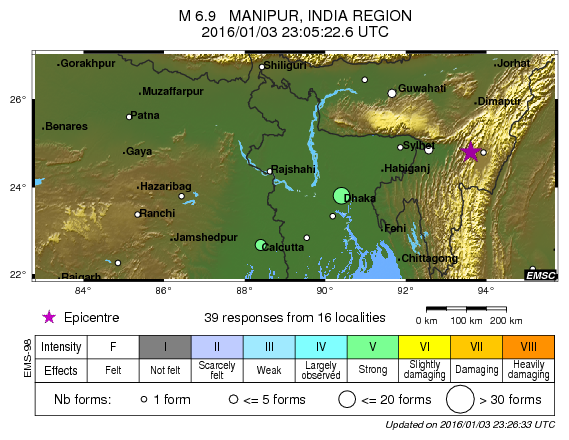 M 6.9 MANIPUR, INDIA REGION
2016/01/03 23:05:22.6 UTC
Gorakhpur
Shiliguri
Jorhat
Muzaffarpur
Guwahati
26°
Dimapur
Patna
Benares
Gaya
Sylhet
Rajshahi
Habiganj
24°
Hazaribag
Dhaka
Ranchi
Feni
Jamshedpur
Calcutta
Chittagong
22°
Raigarh
EMSC
84° 86° 88° 90° 92° 94°
Epicentre
39 responses from 16 localities
0 km 100 km 200 km
EMS-98
Intensity F I II III IV V VI VII VIII
Effects Felt Not felt Scarcely felt Weak Largely observed Strong Slightly damaging Damaging Heavily damaging
Nb forms: 1 form <= 5 forms <= 20 forms > 30 forms
Updated on 2016/01/03 23:26:33 UTC